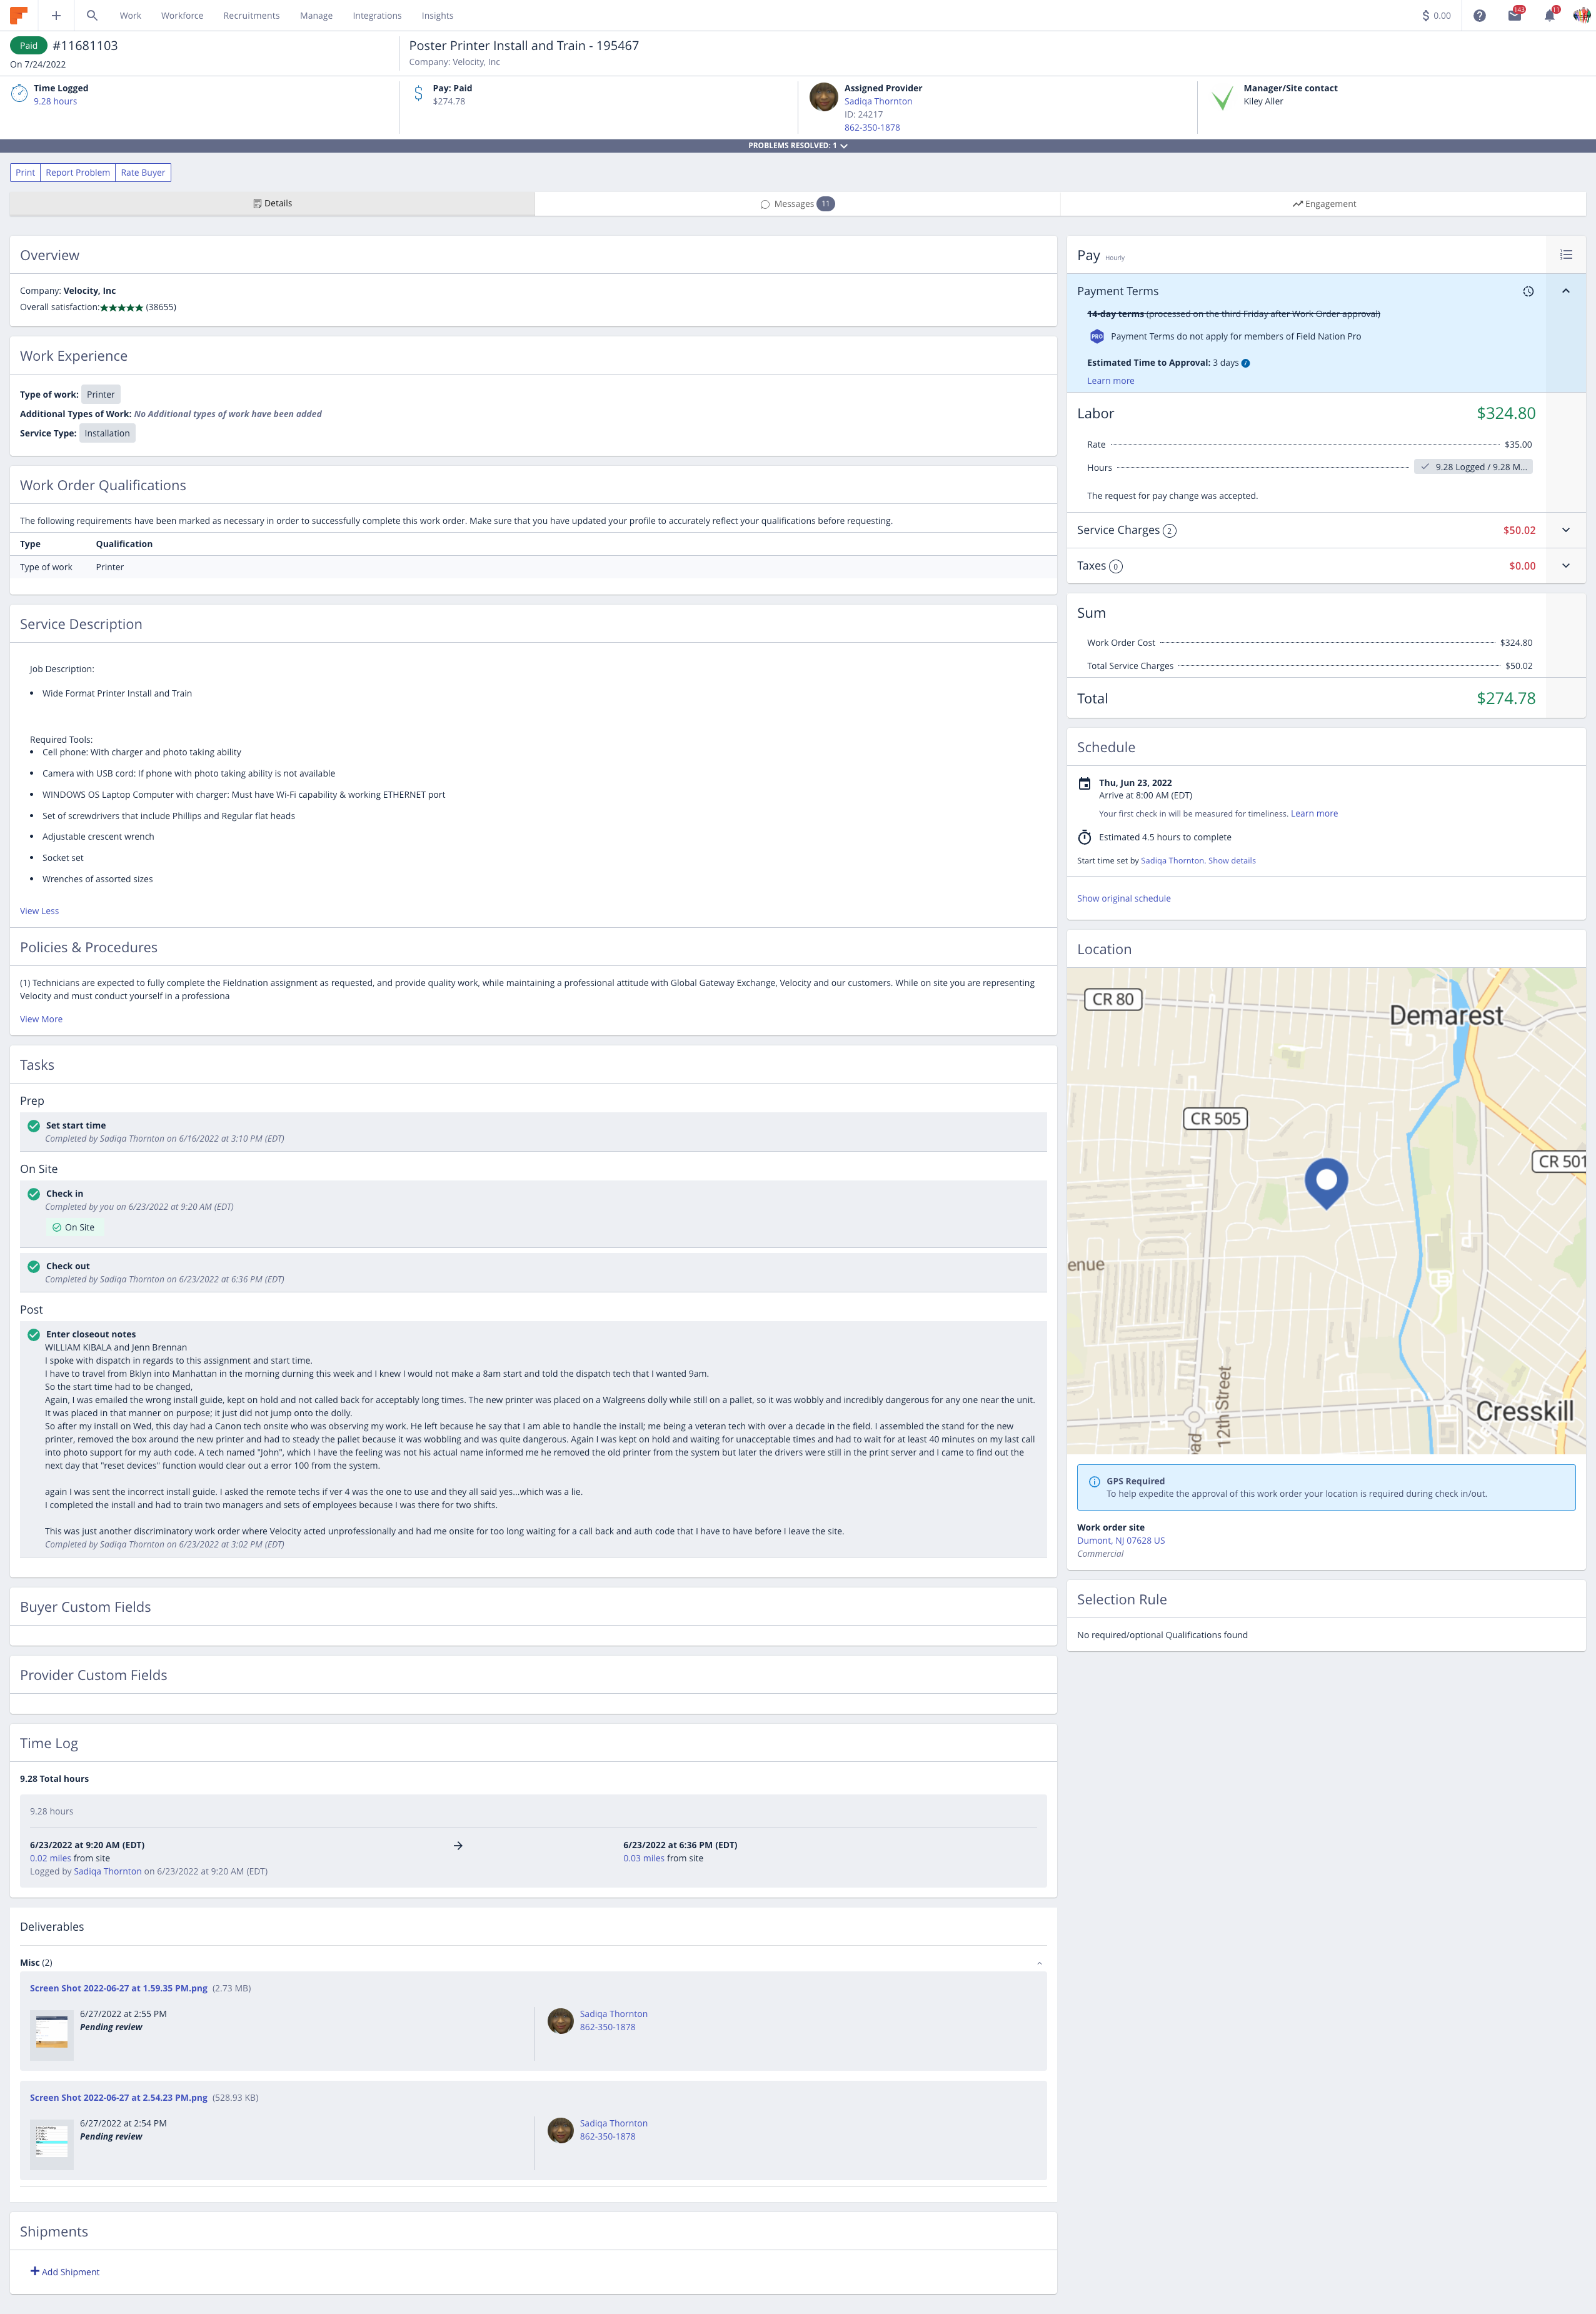 Work Workforce Recruitments Manage Integrations Insights
$ 0.00
143
11
Paid #11681103
On 7/24/2022
Poster Printer Install and Train - 195467
Company: Velocity, Inc
Time Logged
9.28 hours
Pay: Paid
$274.78
Assigned Provider
Sadiqa Thornton
ID: 24217
862-350-1878
Manager/Site contact
Kiley Aller
PROBLEMS RESOLVED: 1
Print Report Problem Rate Buyer
Details
Messages 11
Engagement
Overview
Company: Velocity, Inc
Overall satisfaction:★★★★★ (38655)
Work Experience
Type of work: Printer
Additional Types of Work: No Additional types of work have been added
Service Type: Installation
Work Order Qualifications
The following requirements have been marked as necessary in order to successfully complete this work order. Make sure that you have updated your profile to accurately reflect your qualifications before requesting.
Type Qualification
Type of work Printer
Service Description
Job Description:
• Wide Format Printer Install and Train
Required Tools:
• Cell phone: With charger and photo taking ability
• Camera with USB cord: If phone with photo taking ability is not available
• WINDOWS OS Laptop Computer with charger: Must have Wi-Fi capability & working ETHERNET port
• Set of screwdrivers that include Phillips and Regular flat heads
• Adjustable crescent wrench
• Socket set
• Wrenches of assorted sizes
View Less
Policies & Procedures
(1) Technicians are expected to fully complete the Fieldnation assignment as requested, and provide quality work, while maintaining a professional attitude with Global Gateway Exchange, Velocity and our customers. While on site you are representing
Velocity and must conduct yourself in a professiona
View More
Tasks
Prep
Set start time
Completed by Sadiqa Thornton on 6/16/2022 at 3:10 PM (EDT)
On Site
Check in
Completed by you on 6/23/2022 at 9:20 AM (EDT)
On Site
Check out
Completed by Sadiqa Thornton on 6/23/2022 at 6:36 PM (EDT)
Post
Enter closeout notes
WILLIAM KIBALA and Jenn Brennan
I spoke with dispatch in regards to this assignment and start time.
I have to travel from Bklyn into Manhattan in the morning durning this week and I knew I would not make a 8am start and told the dispatch tech that I wanted 9am.
So the start time had to be changed,
Again, I was emailed the wrong install guide, kept on hold and not called back for acceptably long times. The new printer was placed on a Walgreens dolly while still on a pallet, so it was wobbly and incredibly dangerous for any one near the unit.
It was placed in that manner on purpose; it just did not jump onto the dolly.
So after my install on Wed, this day had a Canon tech onsite who was observing my work. He left because he say that I am able to handle the install; me being a veteran tech with over a decade in the field. I assembled the stand for the new
printer, removed the box around the new printer and had to steady the pallet because it was wobbling and was quite dangerous. Again I was kept on hold and waiting for unacceptable times and had to wait for at least 40 minutes on my last call
into photo support for my auth code. A tech named "John", which I have the feeling was not his actual name informed me he removed the old printer from the system but later the drivers were still in the print server and I came to find out the
next day that "reset devices" function would clear out a error 100 from the system.
again I was sent the incorrect install guide. I asked the remote techs if ver 4 was the one to use and they all said yes...which was a lie.
I completed the install and had to train two managers and sets of employees because I was there for two shifts.
This was just another discriminatory work order where Velocity acted unprofessionally and had me onsite for too long waiting for a call back and auth code that I have to have before I leave the site.
Completed by Sadiqa Thornton on 6/23/2022 at 3:02 PM (EDT)
Buyer Custom Fields
Provider Custom Fields
Time Log
9.28 Total hours
9.28 hours
6/23/2022 at 9:20 AM (EDT)
0.02 miles from site
Logged by Sadiqa Thornton on 6/23/2022 at 9:20 AM (EDT)
6/23/2022 at 6:36 PM (EDT)
0.03 miles from site
Deliverables
Misc (2)
Screen Shot 2022-06-27 at 1.59.35 PM.png (2.73 MB)
6/27/2022 at 2:55 PM
Pending review
Sadiqa Thornton
862-350-1878
Screen Shot 2022-06-27 at 2.54.23 PM.png (528.93 KB)
6/27/2022 at 2:54 PM
Pending review
Sadiqa Thornton
862-350-1878
Shipments
+ Add Shipment
Pay Hourly
Payment Terms
14-day terms (processed on the third Friday after Work Order approval)
PRO Payment Terms do not apply for members of Field Nation Pro
Estimated Time to Approval: 3 days
Learn more
Labor $324.80
Rate $35.00
Hours 9.28 Logged / 9.28 M...
The request for pay change was accepted.
Service Charges 2 $50.02
Taxes 0 $0.00
Sum
Work Order Cost $324.80
Total Service Charges $50.02
Total $274.78
Schedule
Thu, Jun 23, 2022
Arrive at 8:00 AM (EDT)
Your first check in will be measured for timeliness. Learn more
Estimated 4.5 hours to complete
Start time set by Sadiqa Thornton. Show details
Show original schedule
Location
CR 80
Demarest
CR 505
CR 501
enue
12th Street
oad
Cresskill
GPS Required
To help expedite the approval of this work order your location is required during check in/out.
Work order site
Dumont, NJ 07628 US
Commercial
Selection Rule
No required/optional Qualifications found